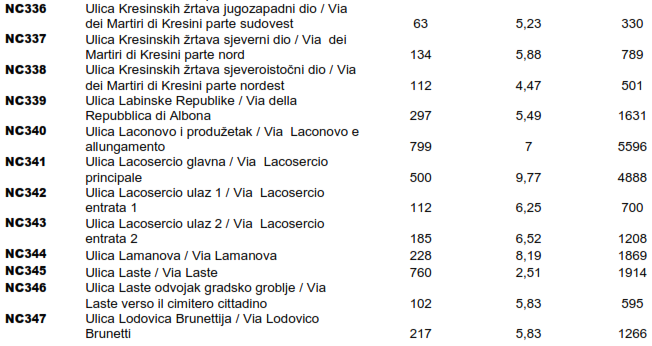 NC336 Ulica Kresinskih žrtava jugozapadni dio / Via
dei Martiri di Kresini parte sudovest 63 5,23 330
NC337 Ulica Kresinskih žrtava sjeverni dio / Via dei
Martiri di Kresini parte nord 134 5,88 789
NC338 Ulica Kresinskih žrtava sjeveroistočni dio / Via
dei Martiri di Kresini parte nordest 112 4,47 501
NC339 Ulica Labinske Republike / Via della
Repubblica di Albona 297 5,49 1631
NC340 Ulica Laconovo i produžetak / Via Laconovo e
allungamento 799 7 5596
NC341 Ulica Lacosercio glavna / Via Lacosercio
principale 500 9,77 4888
NC342 Ulica Lacosercio ulaz 1 / Via Lacosercio
entrata 1 112 6,25 700
NC343 Ulica Lacosercio ulaz 2 / Via Lacosercio
entrata 2 185 6,52 1208
NC344 Ulica Lamanova / Via Lamanova 228 8,19 1869
NC345 Ulica Laste / Via Laste 760 2,51 1914
NC346 Ulica Laste odvojak gradsko groblje / Via
Laste verso il cimitero cittadino 102 5,83 595
NC347 Ulica Lodovica Brunettija / Via Lodovico
Brunetti 217 5,83 1266